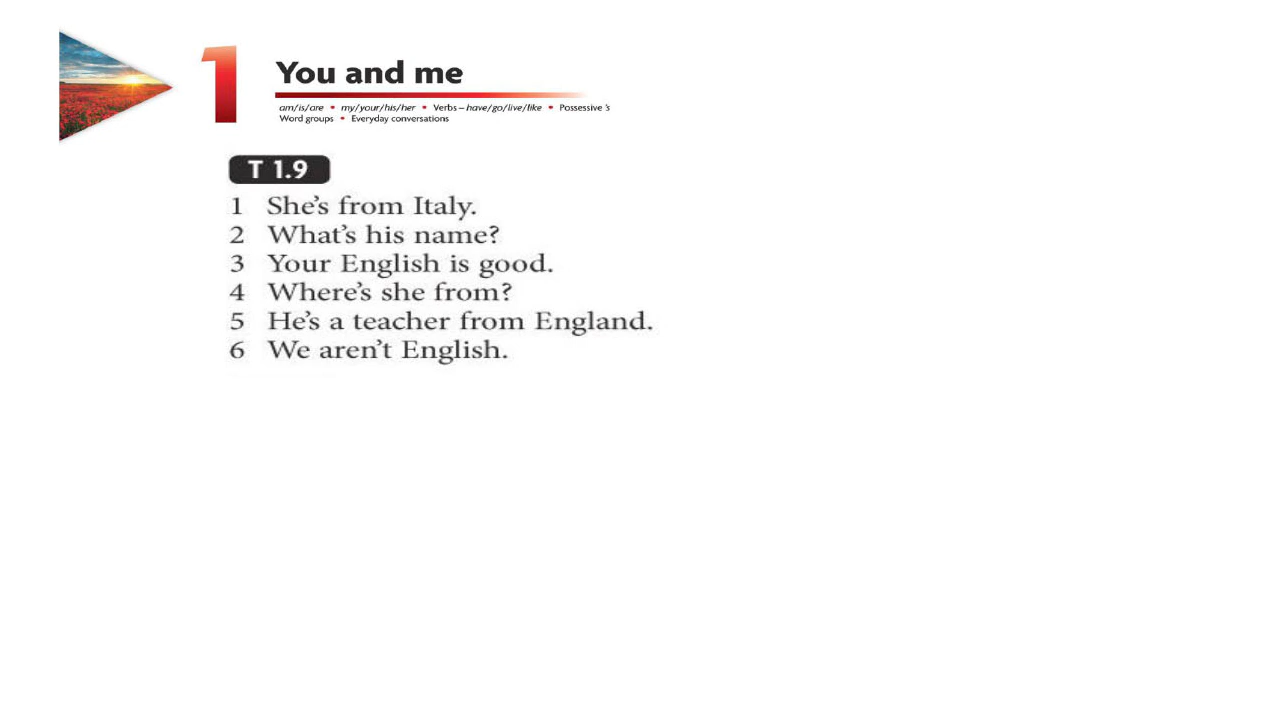 1
You and me
am/is/are • my/your/his/her • Verbs – have/go/live/like • Possessive 's
Word groups • Everyday conversations
T 1.9
1 She's from Italy.
2 What's his name?
3 Your English is good.
4 Where's she from?
5 He's a teacher from England.
6 We aren't English.